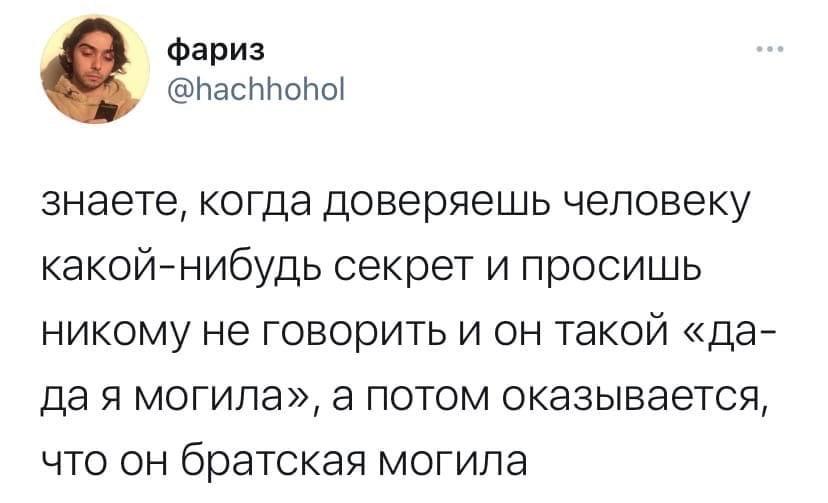 фариз
@hachhohol
знаете, когда доверяешь человеку
какой-нибудь секрет и просишь
никому не говорить и он такой «да-
да я могила», а потом оказывается,
что он братская могила